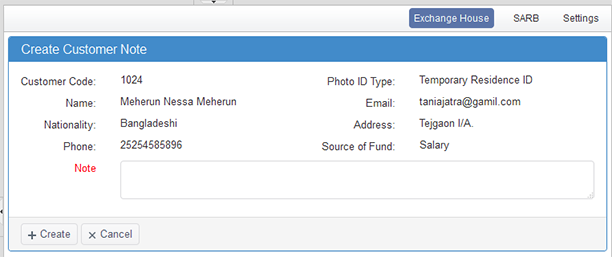 Exchange House SARB Settings
Create Customer Note
Customer Code: 1024 Photo ID Type: Temporary Residence ID
Name: Meherun Nessa Meherun Email: taniajatra@gamil.com
Nationality: Bangladeshi Address: Tejgaon I/A.
Phone: 25254585896 Source of Fund: Salary
Note
+ Create × Cancel